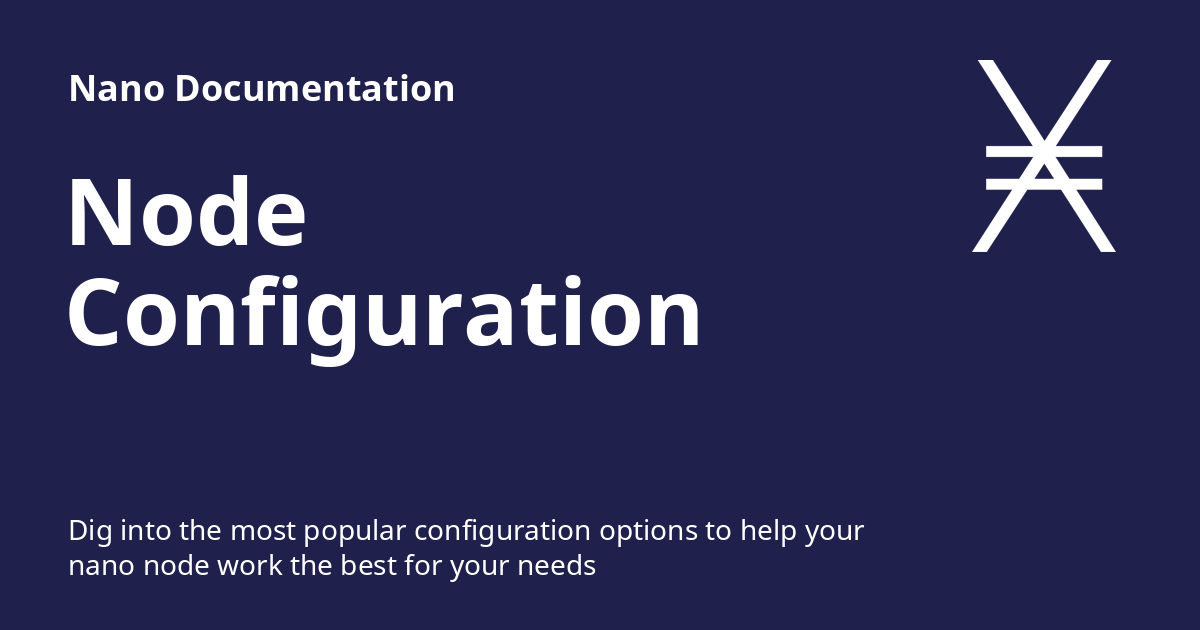 Nano Documentation
Node
Configuration
Dig into the most popular configuration options to help your
nano node work the best for your needs